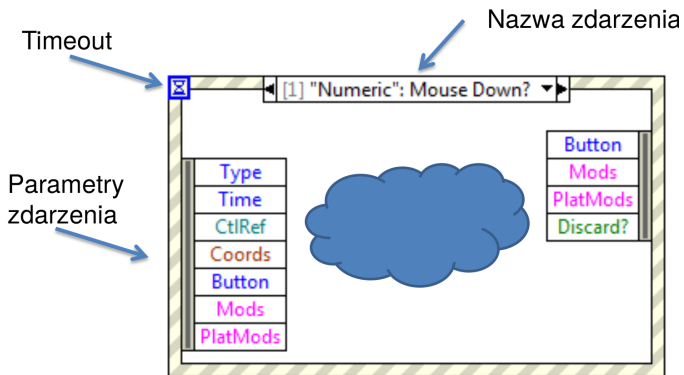 Nazwa zdarzenia
Timeout
[1] "Numeric": Mouse Down?
Parametry
zdarzenia
Type
Time
CtlRef
Coords
Button
Mods
PlatMods
Button
Mods
PlatMods
Discard?